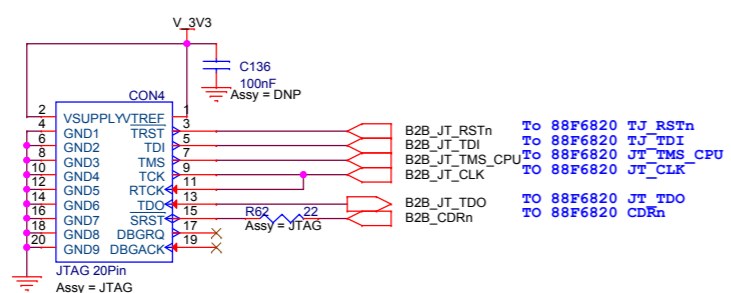 V_3V3
C136
100nF
Assy = DNP
CON4
2 VSUPPLY VTREF 1
4 GND1 TRST 3
6 GND2 TDI 5
8 GND3 TMS 7
10 GND4 TCK 9
12 GND5 RTCK 11
14 GND6 TDO 13
16 GND7 SRST 15
18 GND8 DBGRQ 17
20 GND9 DBGACK 19
JTAG 20Pin
Assy = JTAG
R62 22
Assy = JTAG
B2B_JT_RSTn To 88F6820 TJ_RSTn
B2B_JT_TDI To 88F6820 TJ_TDI
B2B_JT_TMS_CPU To 88F6820 JT_TMS_CPU
B2B_JT_CLK TO 88F6820 JT_CLK
B2B_JT_TDO TO 88F6820 JT_TDO
B2B_CDRn TO 88F6820 CDRn